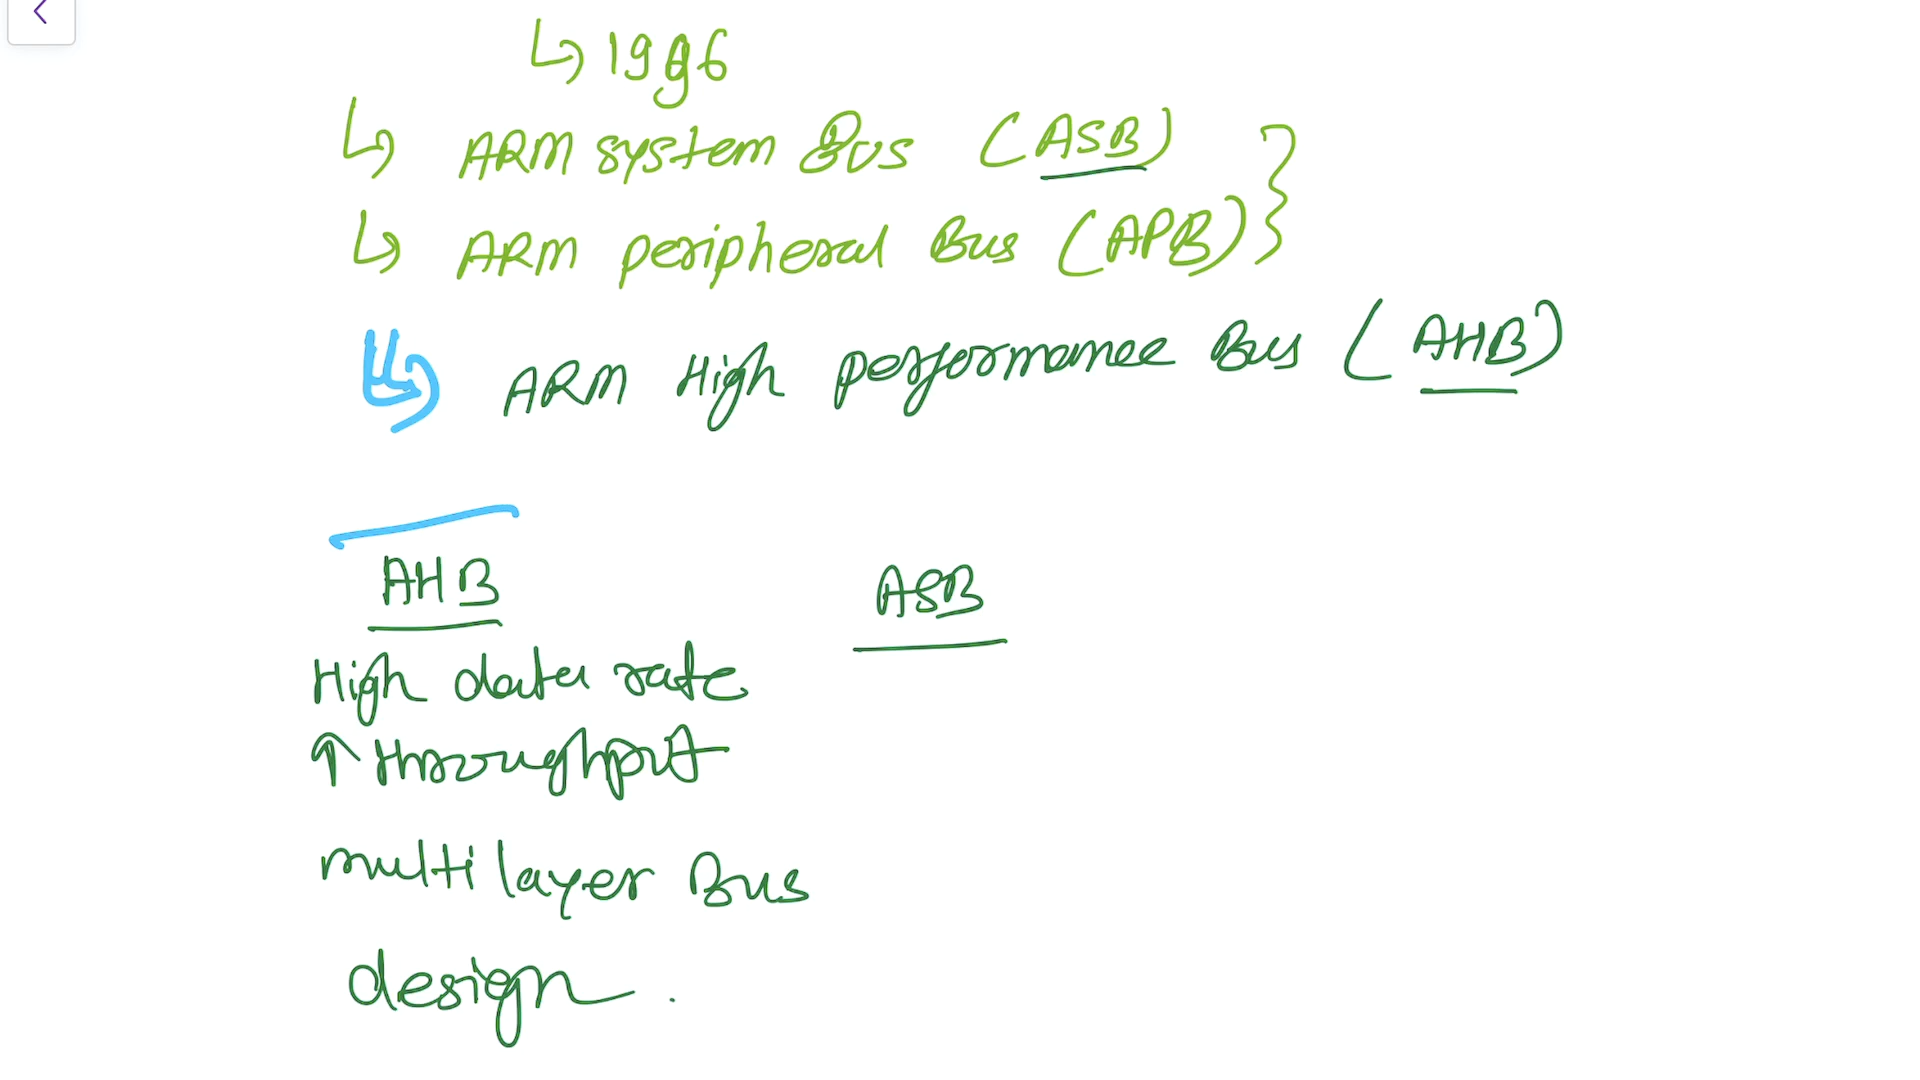 ↳ 1996
↳ ARM system Bus (ASB)
↳ ARM peripheral Bus (APB) }
↳ ARM High performance Bus (AHB)
AHB ASB
High data rate
↑ throughput
multi layer Bus
design .